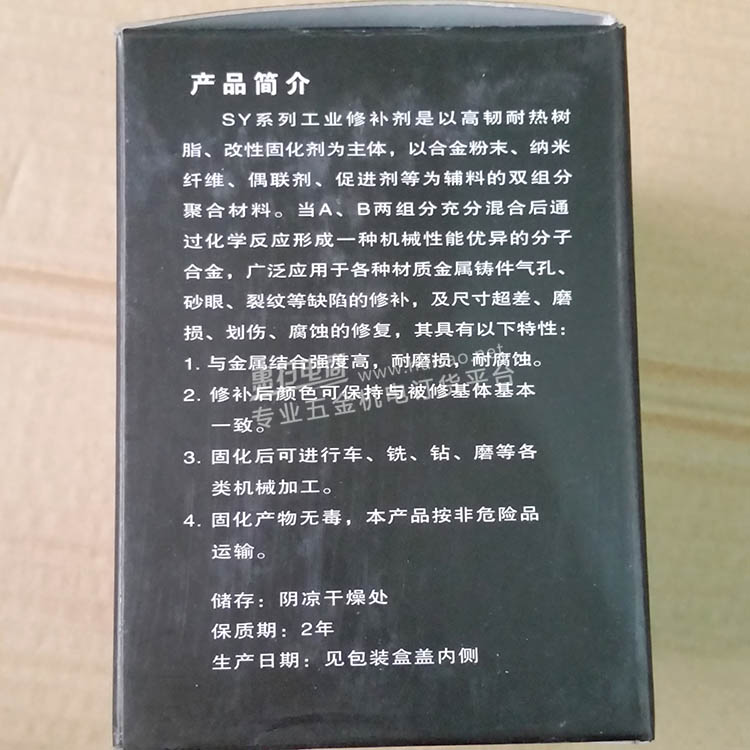 产品简介
SY系列工业修补剂是以高韧耐热树
脂、改性固化剂为主体，以合金粉末、纳米
纤维、偶联剂、促进剂等为辅料的双组分
聚合材料。当A、B两组分充分混合后通
过化学反应形成一种机械性能优异的分子
合金，广泛应用于各种材质金属铸件气孔、
砂眼、裂纹等缺陷的修补，及尺寸超差、磨
损、划伤、腐蚀的修复，其具有以下特性：
1. 与金属结合强度高，耐磨损，耐腐蚀。
2. 修补后颜色可保持与被修基体基本
一致。
专业五金机电订货平台
3. 固化后可进行车、铣、钻、磨等各
类机械加工。
4. 固化产物无毒，本产品按非危险品
运输。
储存：阴凉干燥处
保质期：2年
生产日期：见包装盒盖内侧